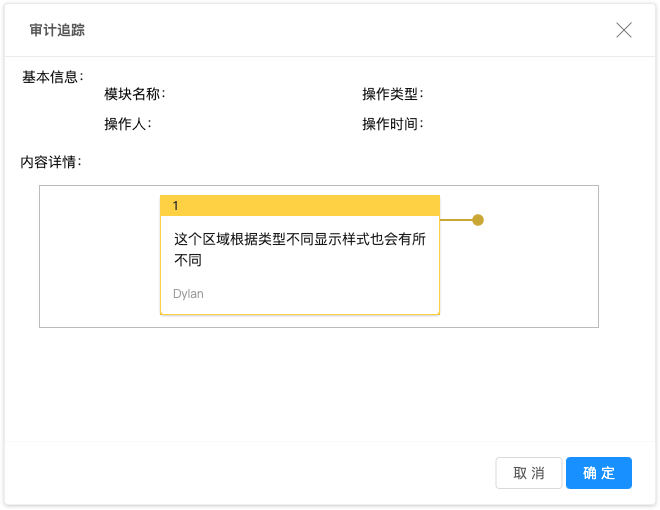 审计追踪
基本信息：
模块名称： 操作类型：
操作人： 操作时间：
内容详情：
1
这个区域根据类型不同显示样式也会有所
不同
Dylan
取 消 确 定